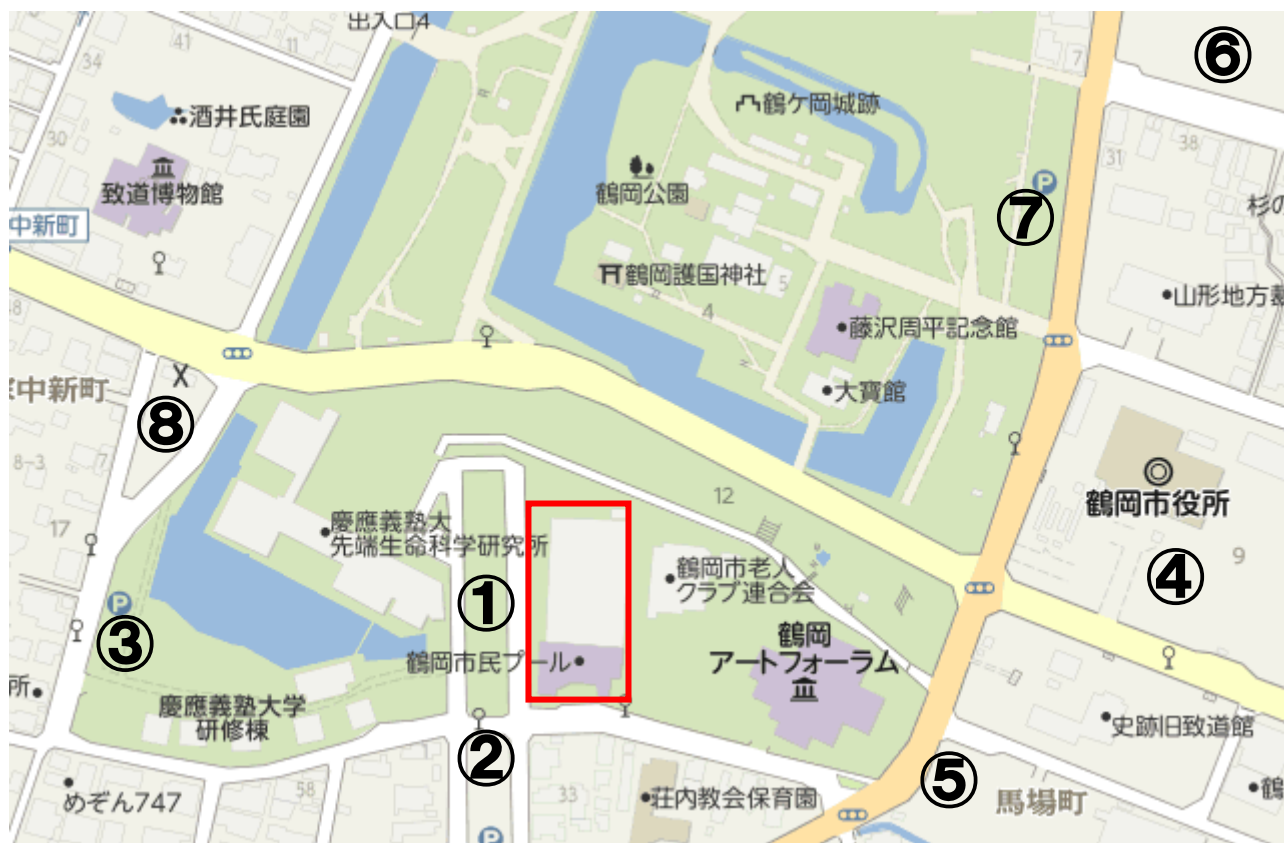 出入口4
41
11
34
酒井氏庭園
30
致道博物館
中新町
鶴ケ岡城跡
鶴岡公園
鶴岡護国神社
5
4
藤沢周平記念館
大寶館
7
⑥
38
31
P
⑦
杉の
山形地方
鶴岡市役所
9
④
中新町
X
⑧
8-3
7
17
P
③
所
慶應義塾大
先端生命科学研究所
①
12
鶴岡市老人
クラブ連合会
鶴岡
アートフォーラム
鶴岡市民プール
慶應義塾大学
研修棟
②
史跡旧致道館
⑤
馬場町
めぞん747
58
33
荘内教会保育園
P